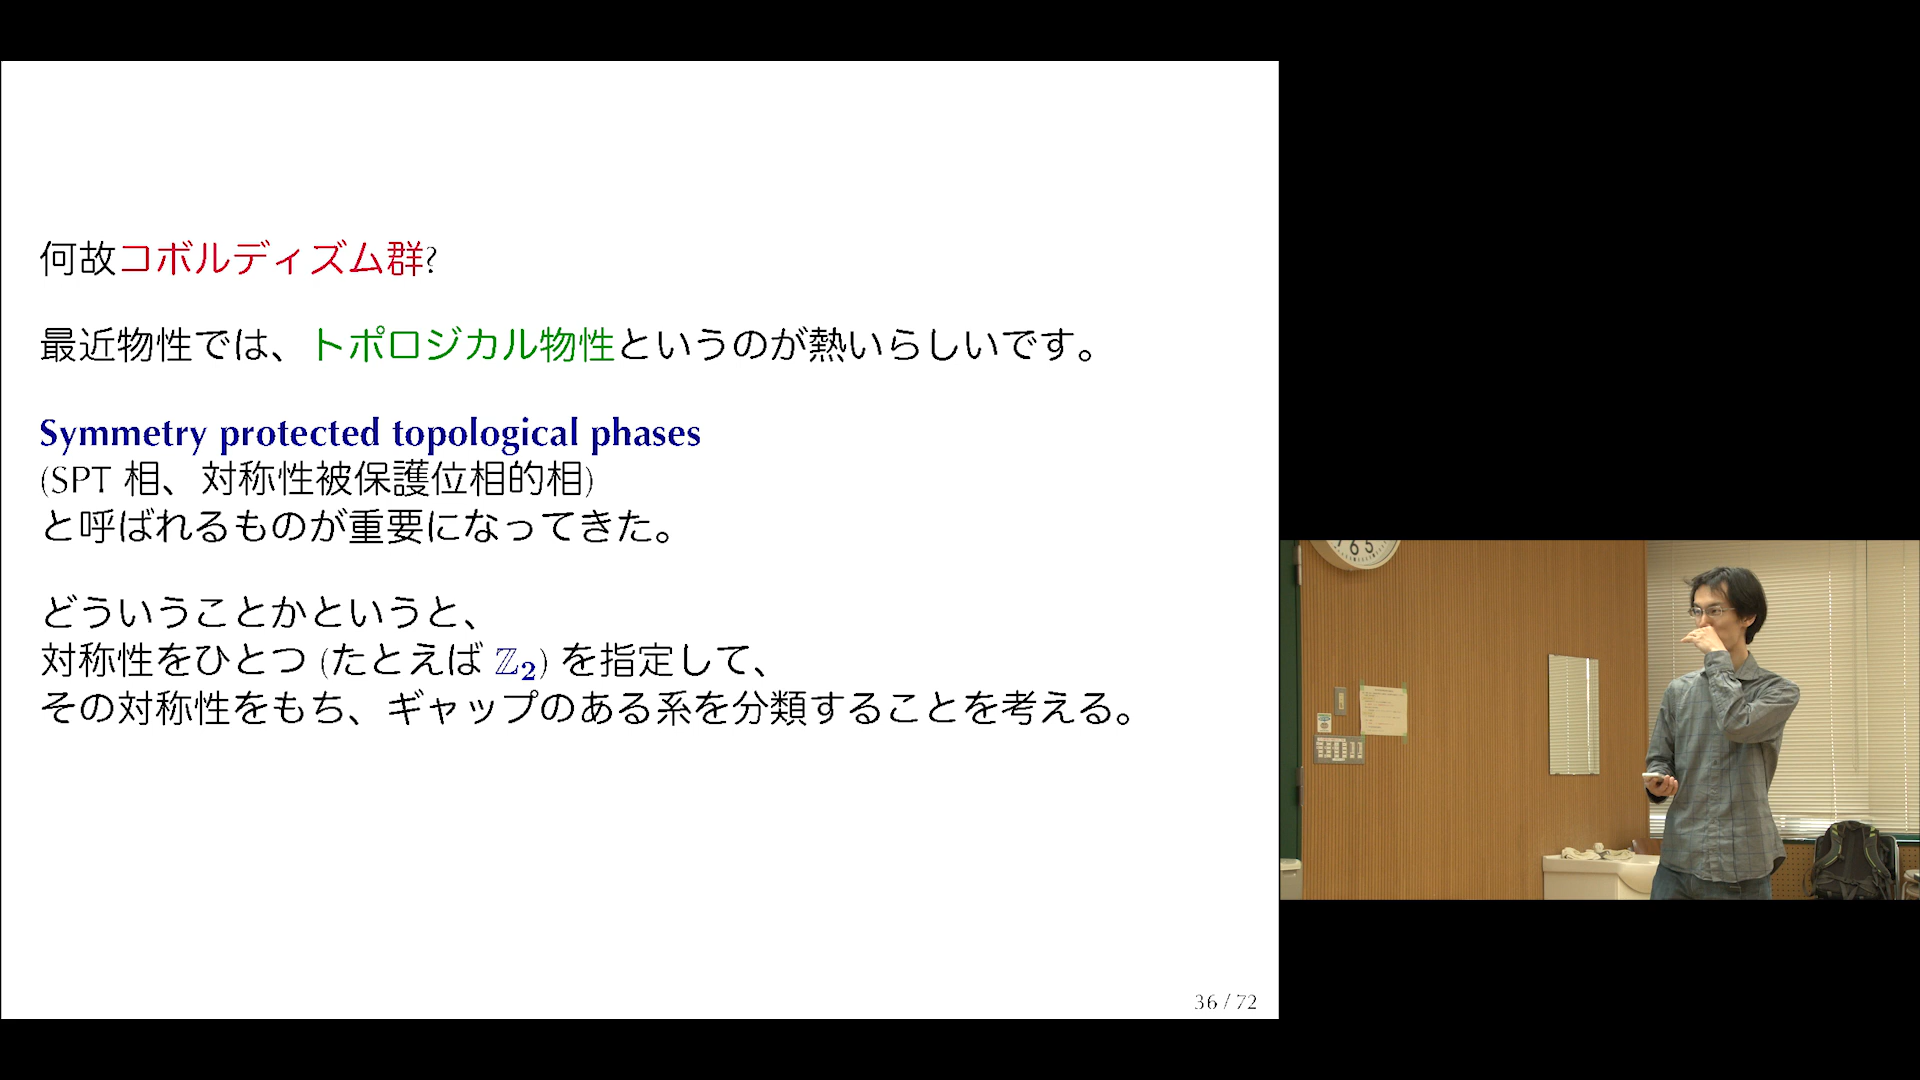 何故コボルディズム群?
最近物性では、トポロジカル物性というのが熱いらしいです。
Symmetry protected topological phases
(SPT 相、対称性被保護位相的相)
と呼ばれるものが重要になってきた。
どういうことかというと、
対称性をひとつ (たとえば ℤ₂) を指定して、
その対称性をもち、ギャップのある系を分類することを考える。
36 / 72
6 5